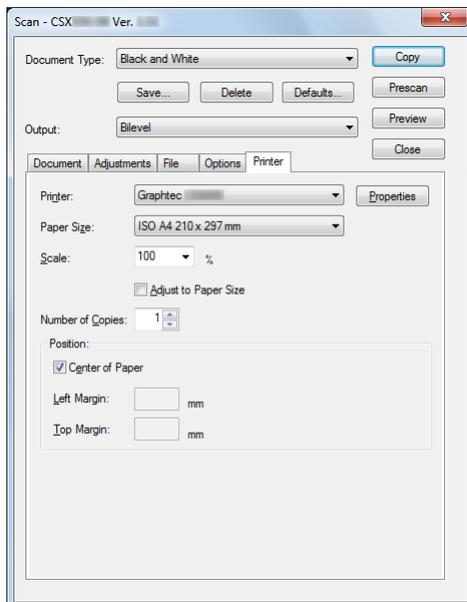 Scan - CSX Ver.
Document Type: Black and White
Copy
Save... Delete Defaults...
Prescan
Output: Bilevel
Preview
Close
Document Adjustments File Options Printer
Printer: Graphtec
Properties
Paper Size: ISO A4 210 x 297 mm
Scale: 100 %
Adjust to Paper Size
Number of Copies: 1
Position:
Center of Paper
Left Margin: mm
Top Margin: mm